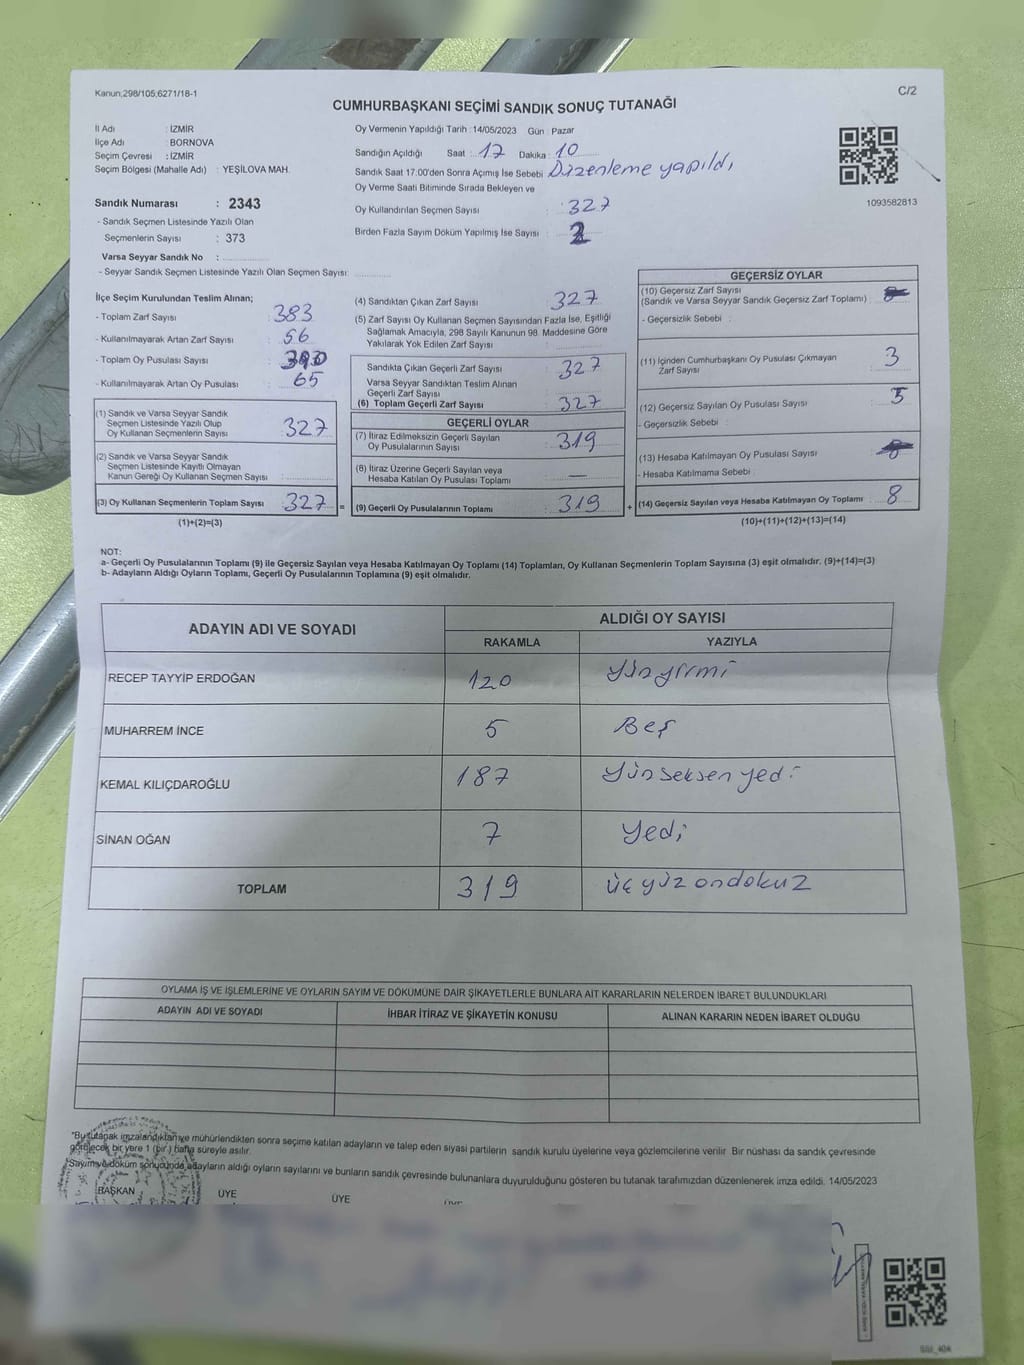 Kanun;298/105;6271/18-1
C/2
CUMHURBAŞKANI SEÇİMİ SANDIK SONUÇ TUTANAĞI
İl Adı : İZMİR
İlçe Adı : BORNOVA
Seçim Çevresi : İZMİR
Seçim Bölgesi (Mahalle Adı) : YEŞİLOVA MAH.
Sandık Numarası : 2343
- Sandık Seçmen Listesinde Yazılı Olan
Seçmenlerin Sayısı : 373
Varsa Seyyar Sandık No :
- Seyyar Sandık Seçmen Listesinde Yazılı Olan Seçmen Sayısı:
Oy Vermenin Yapıldığı Tarih : 14/05/2023 Gün : Pazar
Sandığın Açıldığı Saat : 17 Dakika : 10
Sandık Saat 17:00'den Sonra Açımış İse Sebebi Düzenleme yapıldı
Oy Verme Saati Bitiminde Sırada Bekleyen ve
Oy Kullandırılan Seçmen Sayısı : 327
Birden Fazla Sayım Döküm Yapılmış İse Sayısı : 2
1093582813
İlçe Seçim Kurulundan Teslim Alınan;
- Toplam Zarf Sayısı : 383
- Kullanılmayarak Artan Zarf Sayısı : 56
- Toplam Oy Pusulası Sayısı :
- Kullanılmayarak Artan Oy Pusulası : 65
(1) Sandık ve Varsa Seyyar Sandık
Seçmen Listesinde Yazılı Olup
Oy Kullanan Seçmenlerin Sayısı : 327
(2) Sandık ve Varsa Seyyar Sandık
Seçmen Listesinde Kayıtlı Olmayan
Kanun Gereği Oy Kullanan Seçmen Sayısı :
(3) Oy Kullanan Seçmenlerin Toplam Sayısı : 327 =
(1)+(2)=(3)
(4) Sandıktan Çıkan Zarf Sayısı : 327
(5) Zarf Sayısı Oy Kullanan Seçmen Sayısından Fazla İse, Eşitliği
Sağlamak Amacıyla, 298 Sayılı Kanunun 98. Maddesine Göre
Yakılarak Yok Edilen Zarf Sayısı :
Sandıkta Çıkan Geçerli Zarf Sayısı : 327
Varsa Seyyar Sandıktan Teslim Alınan
Geçerli Zarf Sayısı :
(6) Toplam Geçerli Zarf Sayısı : 327
GEÇERLİ OYLAR
(7) İtiraz Edilmeksizin Geçerli Sayılan
Oy Pusulalarının Sayısı : 319
(8) İtiraz Üzerine Geçerli Sayılan veya
Hesaba Katılan Oy Pusulası Toplamı : —
(9) Geçerli Oy Pusulalarının Toplamı : 319 +
GEÇERSİZ OYLAR
(10) Geçersiz Zarf Sayısı
(Sandık ve Varsa Seyyar Sandık Geçersiz Zarf Toplamı) :
- Geçersizlik Sebebi :
(11) İçinden Cumhurbaşkanı Oy Pusulası Çıkmayan
Zarf Sayısı : 3
(12) Geçersiz Sayılan Oy Pusulası Sayısı : 5
- Geçersizlik Sebebi :
(13) Hesaba Katılmayan Oy Pusulası Sayısı :
- Hesaba Katılmama Sebebi :
(14) Geçersiz Sayılan veya Hesaba Katılmayan Oy Toplamı : 8
(10)+(11)+(12)+(13)=(14)
NOT:
a- Geçerli Oy Pusulalarının Toplamı (9) ile Geçersiz Sayılan veya Hesaba Katılmayan Oy Toplamı (14) Toplamları, Oy Kullanan Seçmenlerin Toplam Sayısına (3) eşit olmalıdır. (9)+(14)=(3)
b- Adayların Aldığı Oyların Toplamı, Geçerli Oy Pusulalarının Toplamına (9) eşit olmalıdır.
ADAYIN ADI VE SOYADI
ALDIĞI OY SAYISI
RAKAMLA YAZIYLA
RECEP TAYYİP ERDOĞAN 120 Yüzyirmi
MUHARREM İNCE 5 Beş
KEMAL KILIÇDAROĞLU 187 Yüzseksenyedi
SİNAN OĞAN 7 Yedi
TOPLAM 319 üçyüzondokuz
OYLAMA İŞ VE İŞLEMLERİNE VE OYLARIN SAYIM VE DÖKÜMÜNE DAİR ŞİKAYETLERLE BUNLARA AİT KARARLARIN NELERDEN İBARET BULUNDUKLARI
ADAYIN ADI VE SOYADI İHBAR İTİRAZ VE ŞİKAYETİN KONUSU ALINAN KARARIN NEDEN İBARET OLDUĞU
"Bu tutanak imzalandıktan ve mühürlendikten sonra seçime katılan adayların ve talep eden siyasi partilerin sandık kurulu üyelerine veya gözlemcilerine verilir. Bir nüshası da sandık çevresinde
görülecek bir yere 1 (bir) hafta süreyle asılır.
Sayım ve döküm sonucunda adayların aldığı oyların sayılarını ve bunların sandık çevresinde bulunanlara duyurulduğunu gösteren bu tutanak tarafımızdan düzenlenerek imza edildi. 14/05/2023
BAŞKAN ÜYE ÜYE